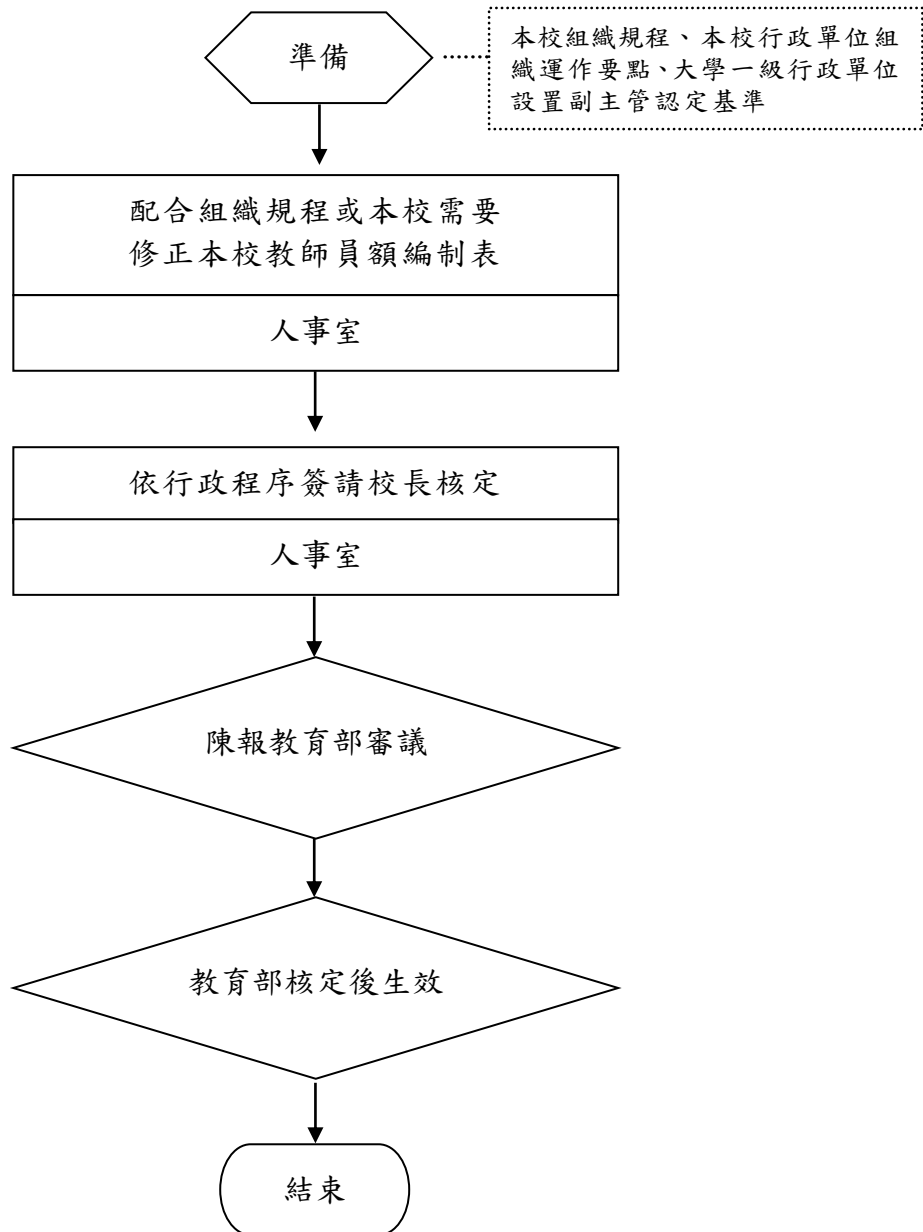 準備
本校組織規程、本校行政單位組
織運作要點、大學一級行政單位
設置副主管認定基準
配合組織規程或本校需要
修正本校教師員額編制表
人事室
依行政程序簽請校長核定
人事室
陳報教育部審議
教育部核定後生效
結束